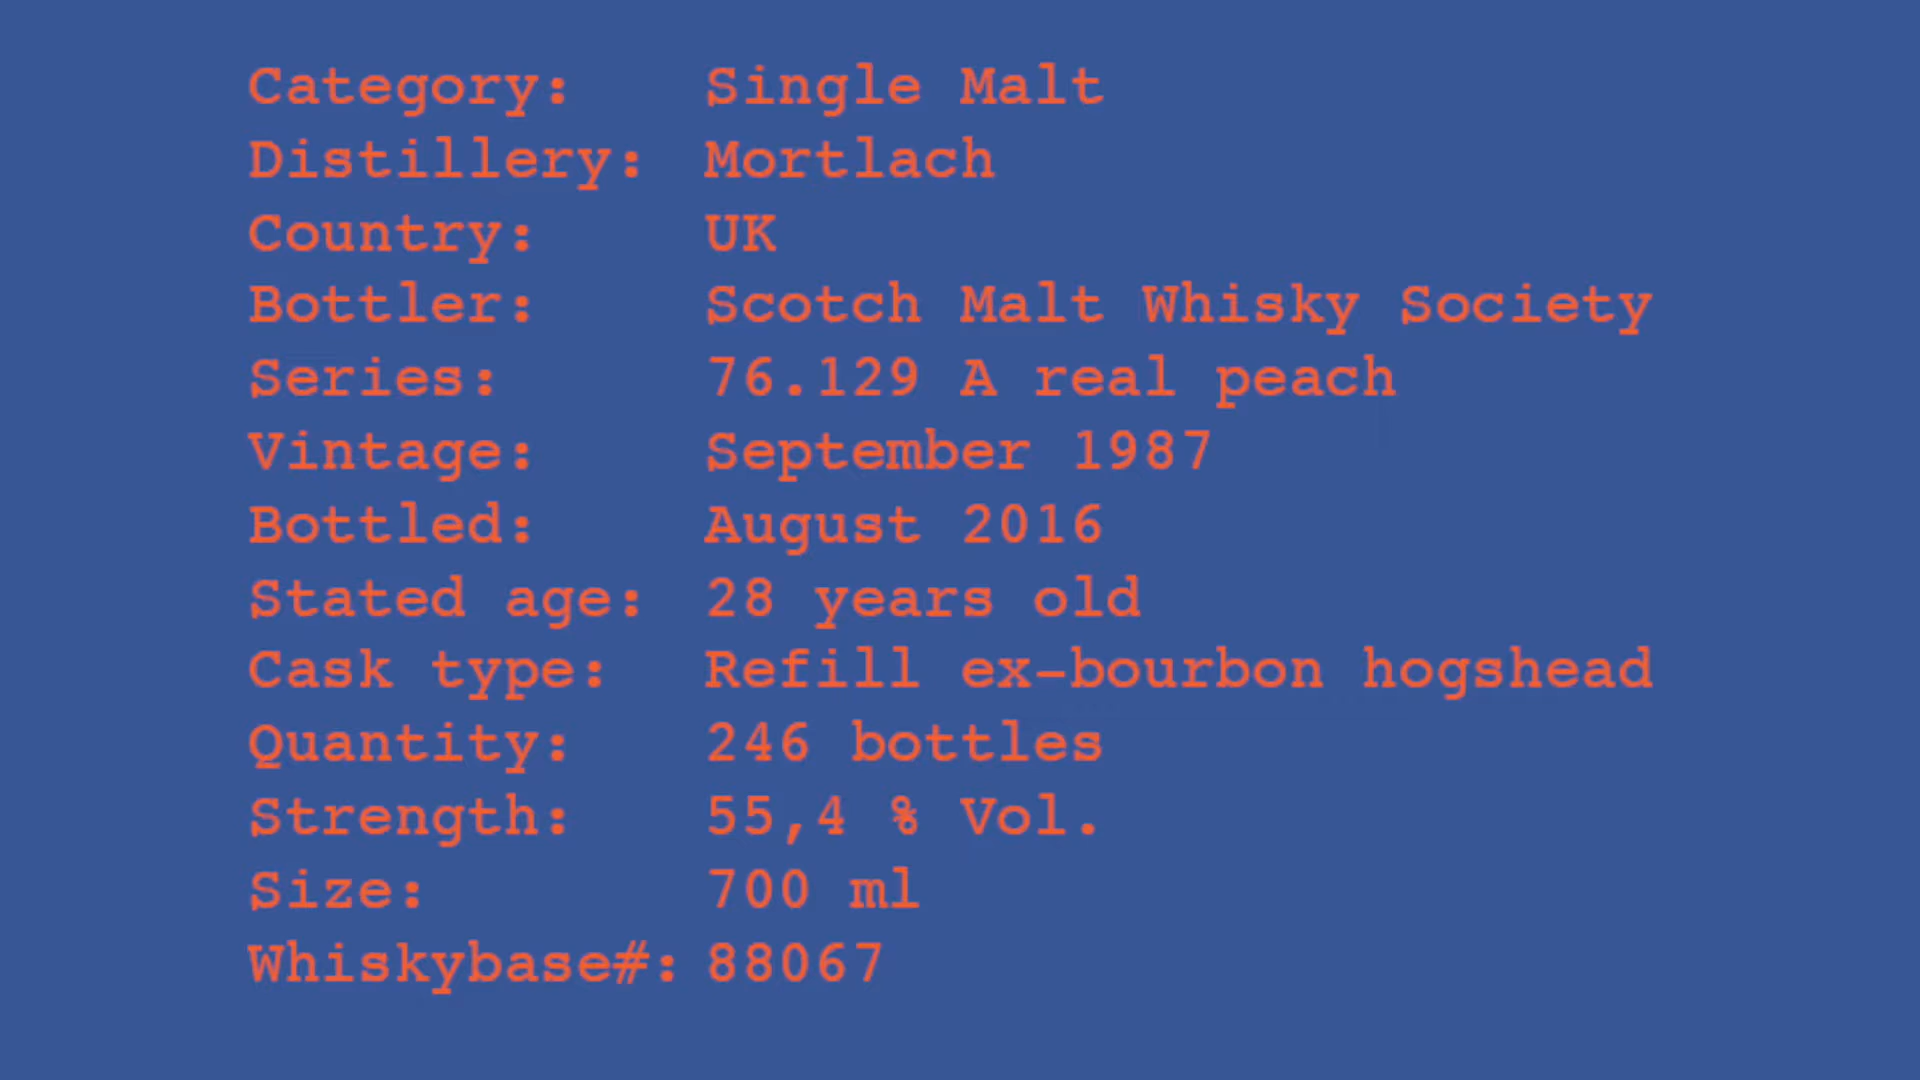 Category: Single Malt
Distillery: Mortlach
Country: UK
Bottler: Scotch Malt Whisky Society
Series: 76.129 A real peach
Vintage: September 1987
Bottled: August 2016
Stated age: 28 years old
Cask type: Refill ex-bourbon hogshead
Quantity: 246 bottles
Strength: 55,4 % Vol.
Size: 700 ml
Whiskybase#: 88067